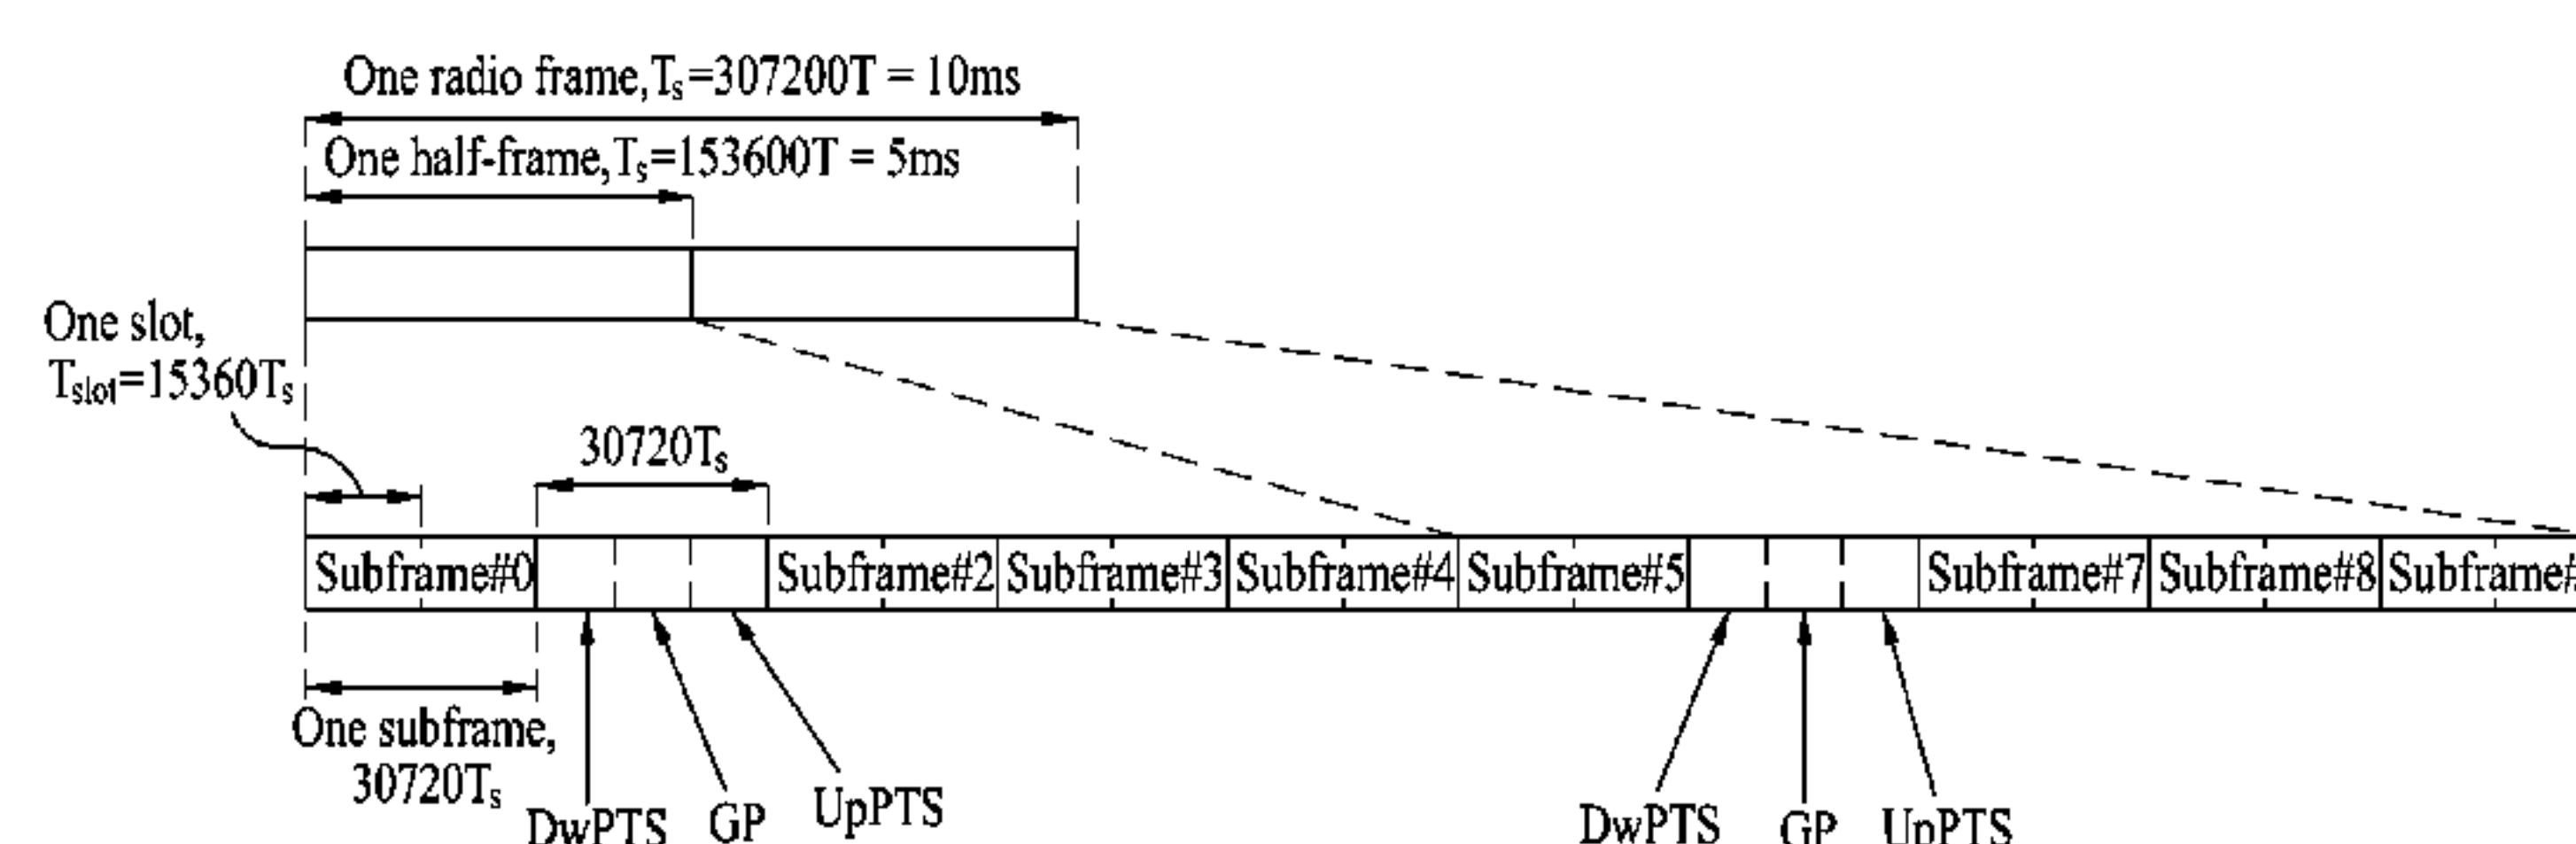 One radio frame,Ts=307200T = 10ms
One half-frame,Ts=153600T = 5ms
One slot,
Tslot=15360Ts
30720Ts
Subframe#0 Subframe#2 Subframe#3 Subframe#4 Subframe#5 Subframe#7 Subframe#8 Subframe#
One subframe,
30720Ts
DwPTS GP UpPTS DwPTS GP UpPTS